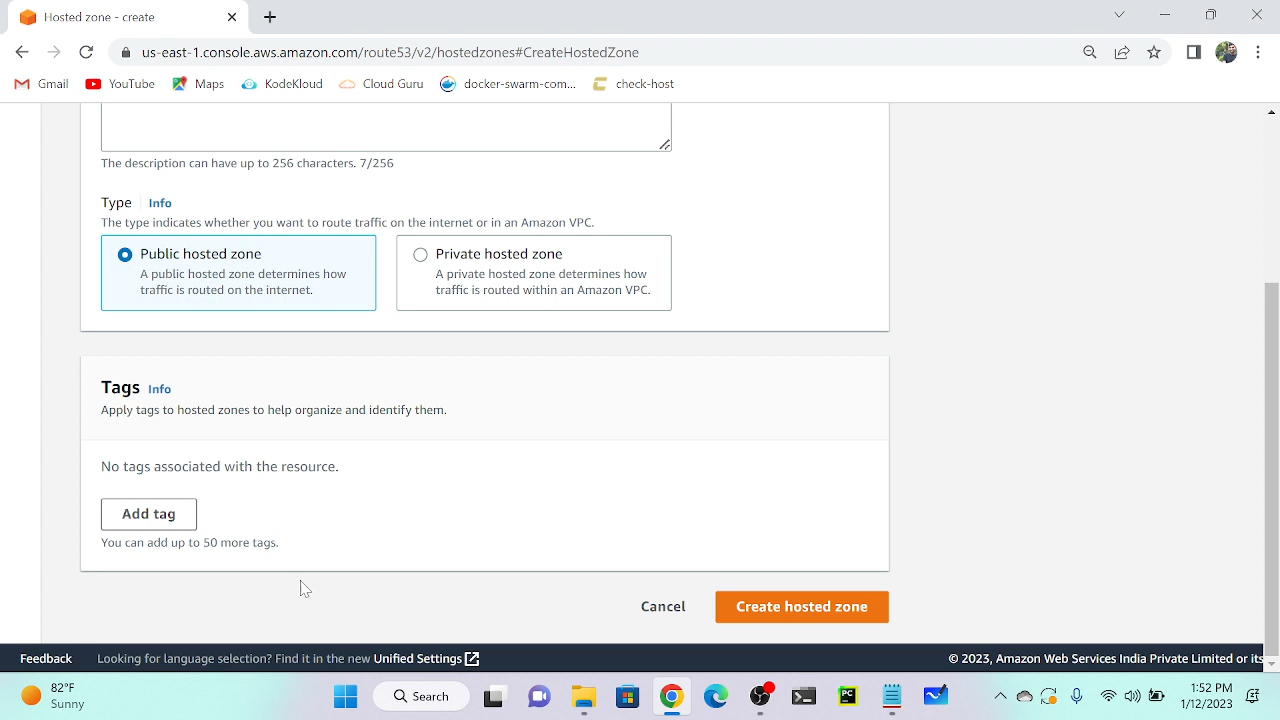 Hosted zone - create
us-east-1.console.aws.amazon.com/route53/v2/hostedzones#CreateHostedZone
Gmail YouTube Maps KodeKloud Cloud Guru docker-swarm-com... check-host
The description can have up to 256 characters. 7/256
Type Info
The type indicates whether you want to route traffic on the internet or in an Amazon VPC.
Public hosted zone
A public hosted zone determines how
traffic is routed on the internet.
Private hosted zone
A private hosted zone determines how
traffic is routed within an Amazon VPC.
Tags Info
Apply tags to hosted zones to help organize and identify them.
No tags associated with the resource.
Add tag
You can add up to 50 more tags.
Cancel Create hosted zone
Feedback Looking for language selection? Find it in the new Unified Settings © 2023, Amazon Web Services India Private Limited or its
82°F
Sunny
Search
PC
1:52 PM
1/12/2023